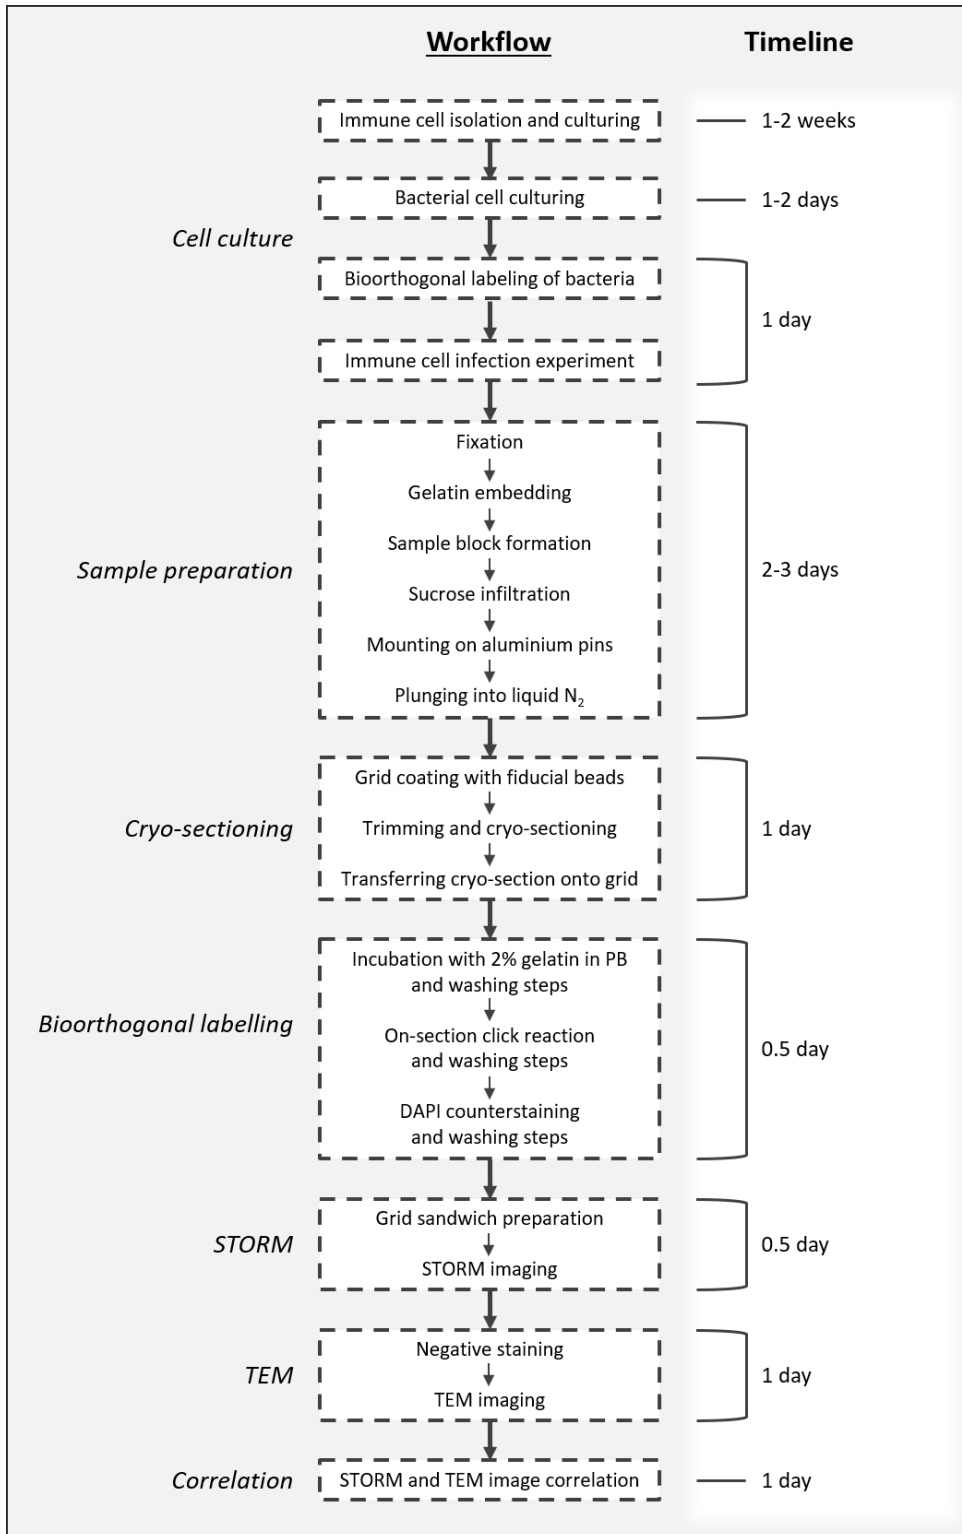 Workflow
Timeline
Immune cell isolation and culturing
1-2 weeks
Bacterial cell culturing
1-2 days
Cell culture
Bioorthogonal labeling of bacteria
1 day
Immune cell infection experiment
Fixation
Gelatin embedding
Sample block formation
Sample preparation
2-3 days
Sucrose infiltration
Mounting on aluminium pins
Plunging into liquid N₂
Grid coating with fiducial beads
Cryo-sectioning
Trimming and cryo-sectioning
1 day
Transferring cryo-section onto grid
Incubation with 2% gelatin in PB
and washing steps
Bioorthogonal labelling
On-section click reaction
and washing steps
0.5 day
DAPI counterstaining
and washing steps
Grid sandwich preparation
STORM
0.5 day
STORM imaging
Negative staining
TEM
1 day
TEM imaging
Correlation
STORM and TEM image correlation
1 day